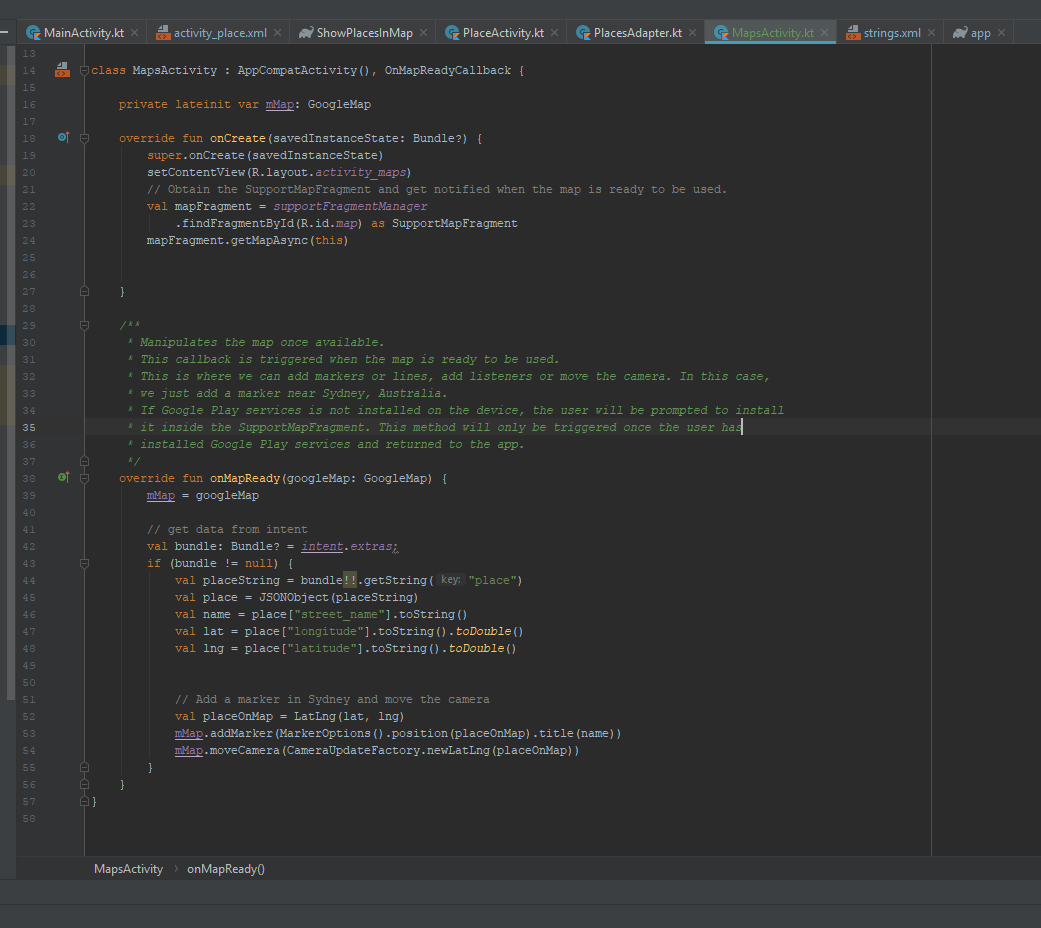 MainActivity.kt activity_place.xml ShowPlacesInMap PlaceActivity.kt PlacesAdapter.kt MapsActivity.kt strings.xml app
13
14 class MapsActivity : AppCompatActivity(), OnMapReadyCallback {
15
16 private lateinit var mMap: GoogleMap
17
18 override fun onCreate(savedInstanceState: Bundle?) {
19 super.onCreate(savedInstanceState)
20 setContentView(R.layout.activity_maps)
21 // Obtain the SupportMapFragment and get notified when the map is ready to be used.
22 val mapFragment = supportFragmentManager
23 .findFragmentById(R.id.map) as SupportMapFragment
24 mapFragment.getMapAsync(this)
25
26
27 }
28
29 /**
30 * Manipulates the map once available.
31 * This callback is triggered when the map is ready to be used.
32 * This is where we can add markers or lines, add listeners or move the camera. In this case,
33 * we just add a marker near Sydney, Australia.
34 * If Google Play services is not installed on the device, the user will be prompted to install
35 * it inside the SupportMapFragment. This method will only be triggered once the user has
36 * installed Google Play services and returned to the app.
37 */
38 override fun onMapReady(googleMap: GoogleMap) {
39 mMap = googleMap
40
41 // get data from intent
42 val bundle: Bundle? = intent.extras;
43 if (bundle != null) {
44 val placeString = bundle!!.getString( key: "place")
45 val place = JSONObject(placeString)
46 val name = place["street_name"].toString()
47 val lat = place["longitude"].toString().toDouble()
48 val lng = place["latitude"].toString().toDouble()
49
50
51 // Add a marker in Sydney and move the camera
52 val placeOnMap = LatLng(lat, lng)
53 mMap.addMarker(MarkerOptions().position(placeOnMap).title(name))
54 mMap.moveCamera(CameraUpdateFactory.newLatLng(placeOnMap))
55 }
56 }
57 }
58
MapsActivity › onMapReady()